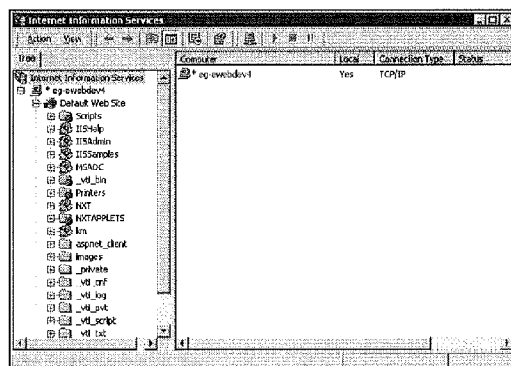 Internet Information Services
Action View
Tree
Computer Local Connection Type Status
Internet Information Services
* eg-ewebdev4
Default Web Site
Scripts
IISHelp
IISAdmin
IISSamples
MSADC
_vti_bin
Printers
NXT
NXTAPPLETS
km
aspnet_client
images
_private
_vti_cnf
_vti_log
_vti_pvt
_vti_script
_vti_txt
* eg-ewebdev4 Yes TCP/IP